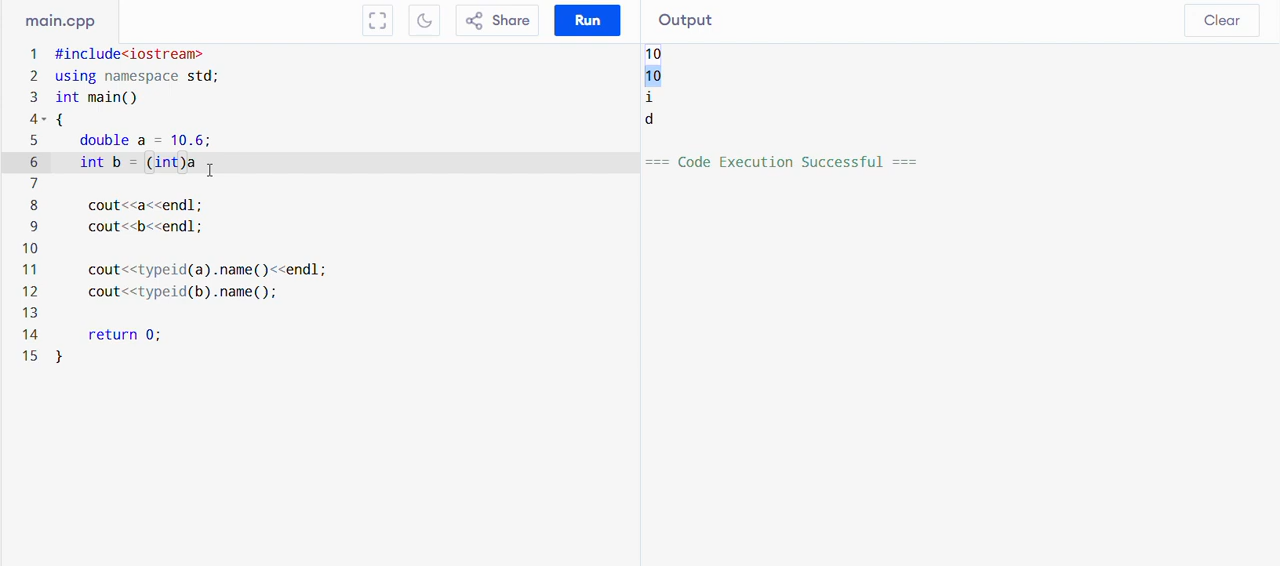 main.cpp
Share
Run
Output
Clear
1 #include<iostream>
2 using namespace std;
3 int main()
4 {
5 double a = 10.6;
6 int b = (int)a
7
8 cout<<a<<endl;
9 cout<<b<<endl;
10
11 cout<<typeid(a).name()<<endl;
12 cout<<typeid(b).name();
13
14 return 0;
15 }
10
10
i
d
=== Code Execution Successful ===